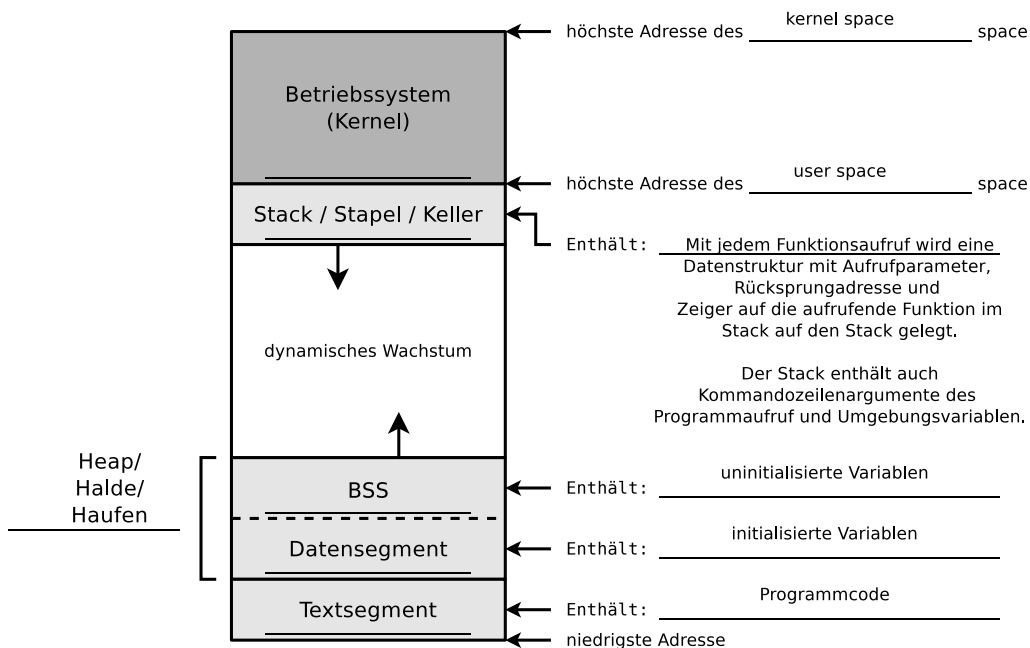 höchste Adresse des kernel space space
Betriebssystem
(Kernel)
höchste Adresse des user space space
Stack / Stapel / Keller
Enthält: Mit jedem Funktionsaufruf wird eine
Datenstruktur mit Aufrufparameter,
Rücksprungadresse und
Zeiger auf die aufrufende Funktion im
Stack auf den Stack gelegt.
dynamisches Wachstum
Der Stack enthält auch
Kommandozeilenargumente des
Programmaufruf und Umgebungsvariablen.
Heap/
Halde/
Haufen
BSS
Enthält: uninitialisierte Variablen
Datensegment
Enthält: initialisierte Variablen
Textsegment
Enthält: Programmcode
niedrigste Adresse